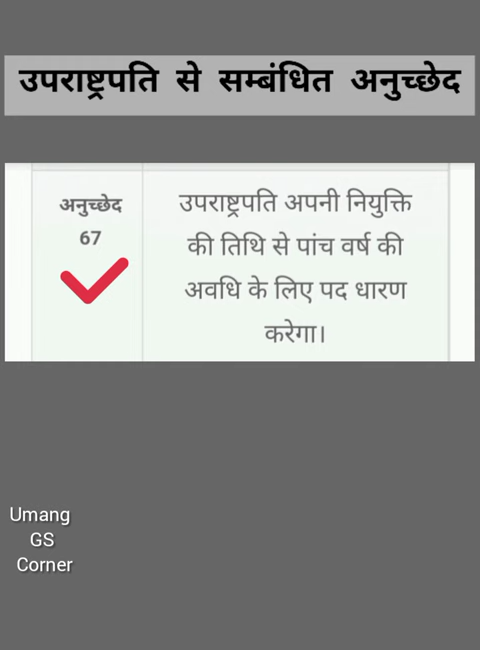 उपराष्ट्रपति से सम्बंधित अनुच्छेद
अनुच्छेद
67
उपराष्ट्रपति अपनी नियुक्ति
की तिथि से पांच वर्ष की
अवधि के लिए पद धारण
करेगा।
Umang
GS
Corner